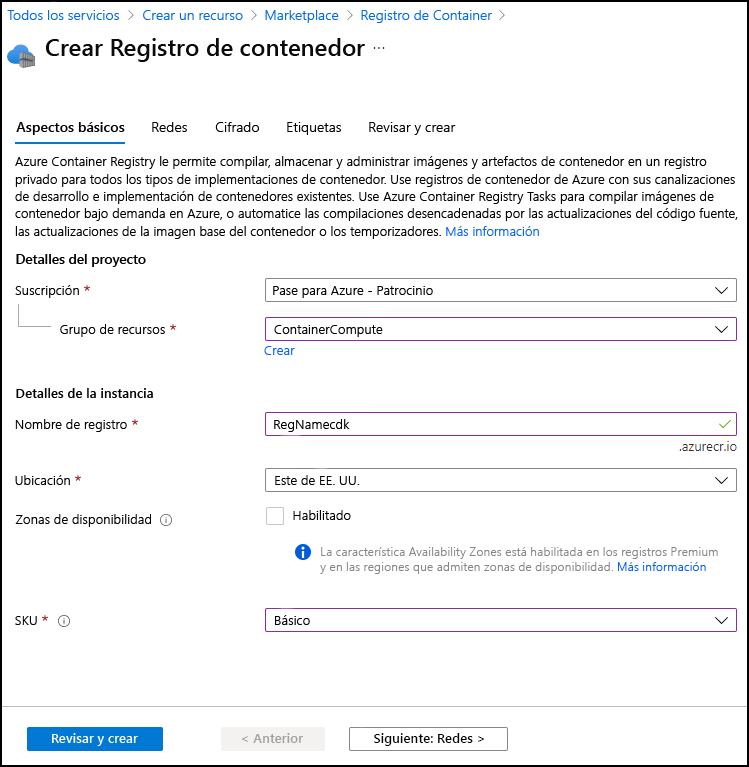 Todos los servicios > Crear un recurso > Marketplace > Registro de Container >
Crear Registro de contenedor ...
Aspectos básicos Redes Cifrado Etiquetas Revisar y crear
Azure Container Registry le permite compilar, almacenar y administrar imágenes y artefactos de contenedor en un registro
privado para todos los tipos de implementaciones de contenedor. Use registros de contenedor de Azure con sus canalizaciones
de desarrollo e implementación de contenedores existentes. Use Azure Container Registry Tasks para compilar imágenes de
contenedor bajo demanda en Azure, o automatice las compilaciones desencadenadas por las actualizaciones del código fuente,
las actualizaciones de la imagen base del contenedor o los temporizadores. Más información
Detalles del proyecto
Suscripción * Pase para Azure - Patrocinio
Grupo de recursos * ContainerCompute
Crear
Detalles de la instancia
Nombre de registro * RegNamecdk
.azurecr.io
Ubicación * Este de EE. UU.
Zonas de disponibilidad Habilitado
La característica Availability Zones está habilitada en los registros Premium
y en las regiones que admiten zonas de disponibilidad. Más información
SKU * Básico
Revisar y crear < Anterior Siguiente: Redes >